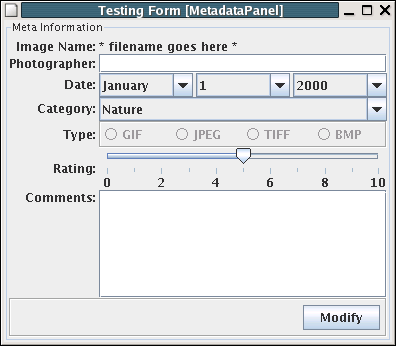 Testing Form [MetadataPanel]
Meta Information
Image Name: * filename goes here *
Photographer:
Date: January 1 2000
Category: Nature
Type: GIF JPEG TIFF BMP
Rating:
0 2 4 6 8 10
Comments:
Modify